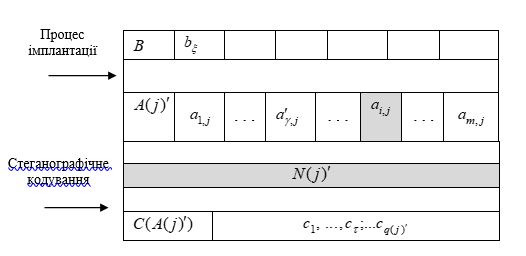 Процес
імплантації
B b_ξ
A(j)′ a_{1,j} . . . a′_{γ,j} . . . a_{i,j} . . . a_{m,j}
Стеганографічне
кодування
N(j)′
C(A(j)′) c_1, ...,c_τ;...c_{q(j)′}